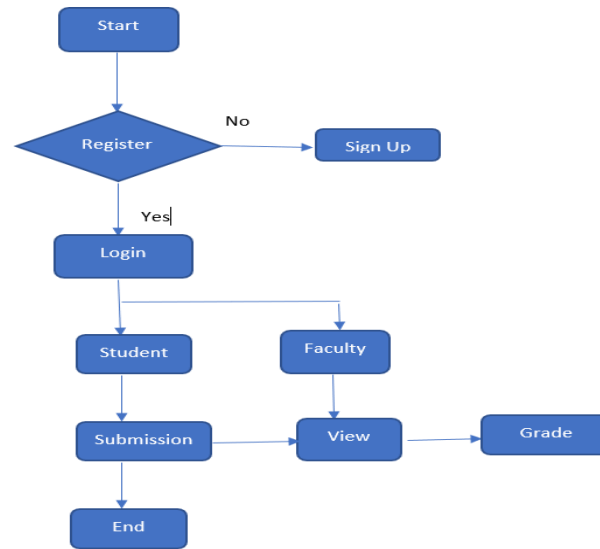 Start
No
Register
Sign Up
Yes
Login
Student
Faculty
Submission
View
Grade
End